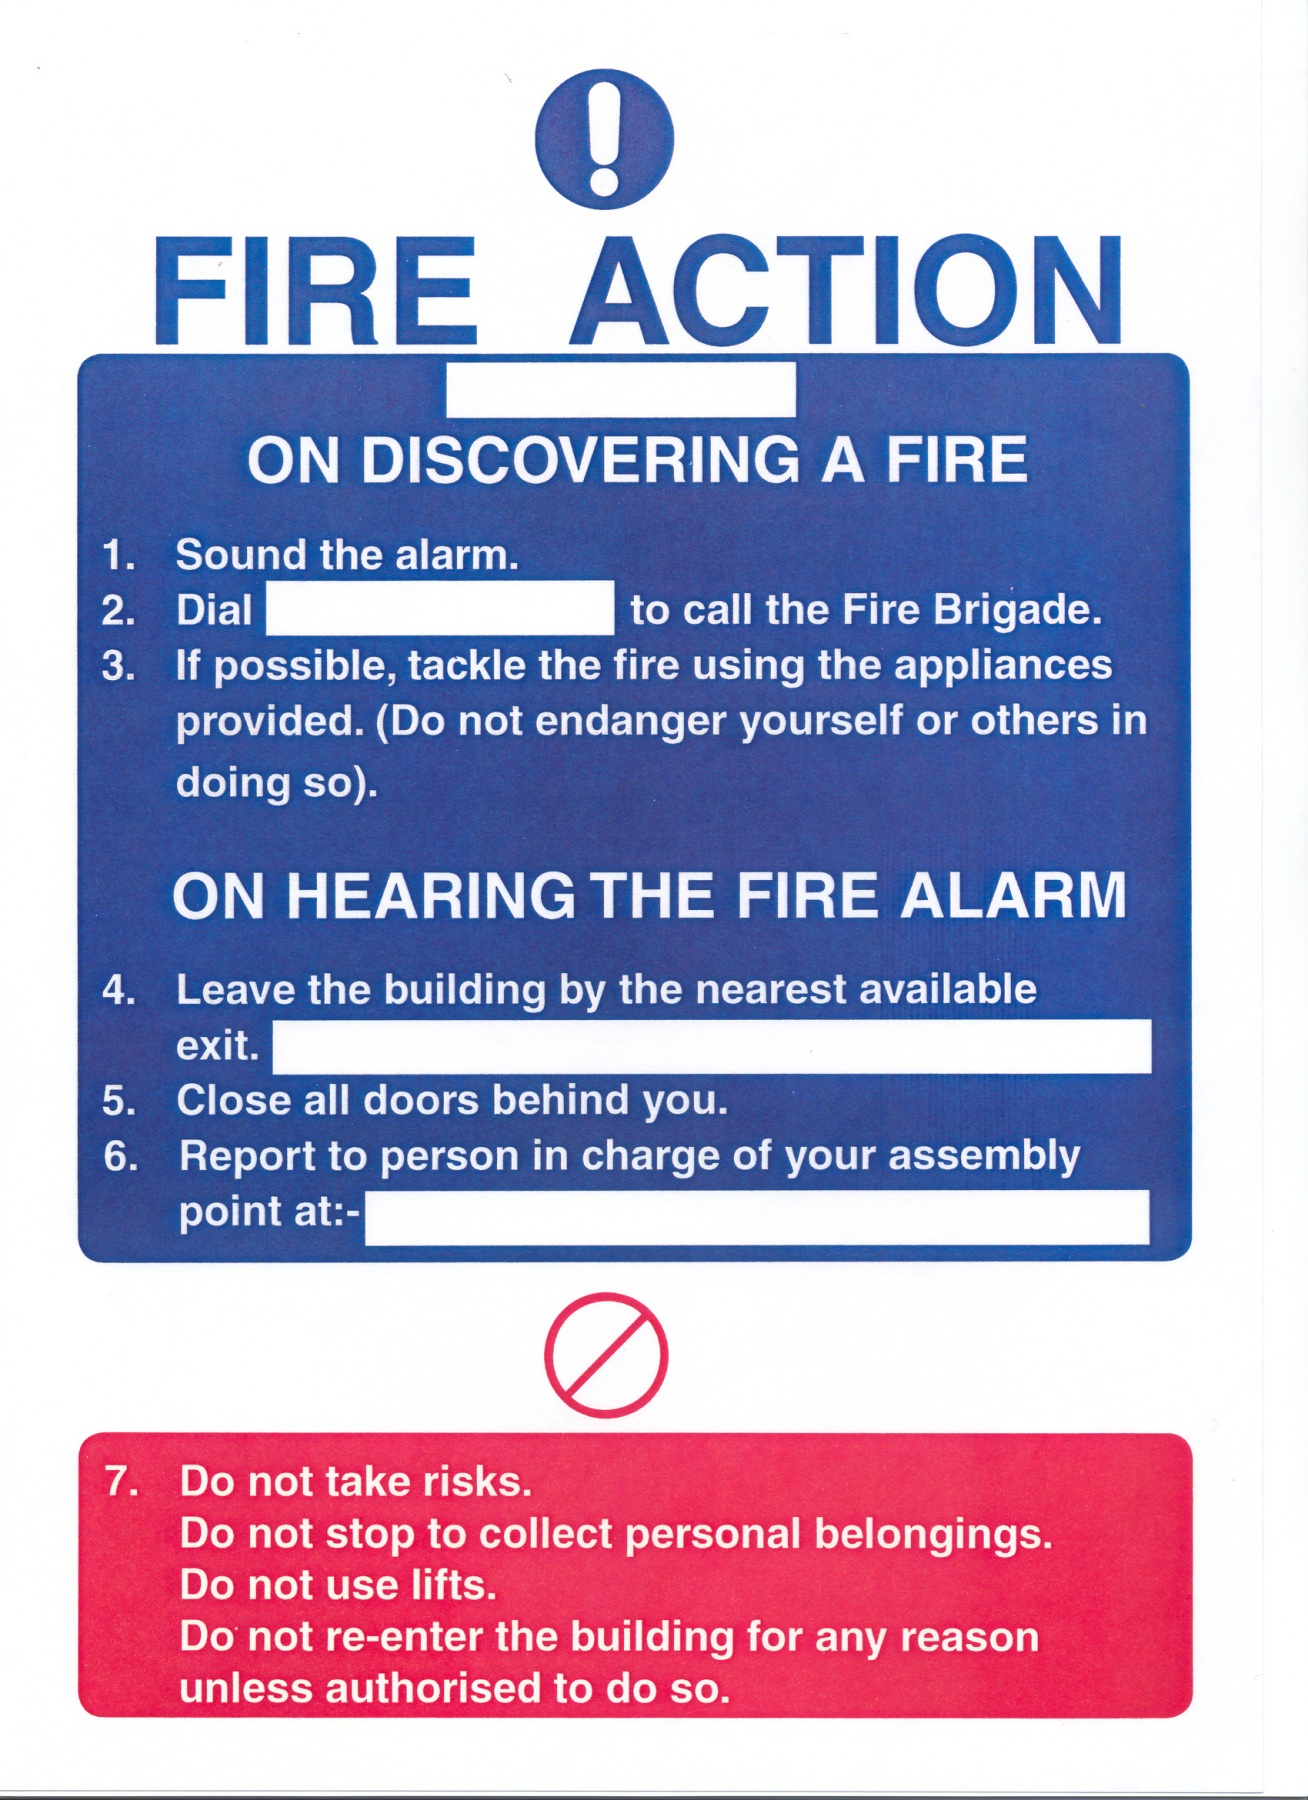 FIRE ACTION
ON DISCOVERING A FIRE
1. Sound the alarm.
2. Dial to call the Fire Brigade.
3. If possible, tackle the fire using the appliances
provided. (Do not endanger yourself or others in
doing so).
ON HEARING THE FIRE ALARM
4. Leave the building by the nearest available
exit.
5. Close all doors behind you.
6. Report to person in charge of your assembly
point at:-
7. Do not take risks.
Do not stop to collect personal belongings.
Do not use lifts.
Do not re-enter the building for any reason
unless authorised to do so.